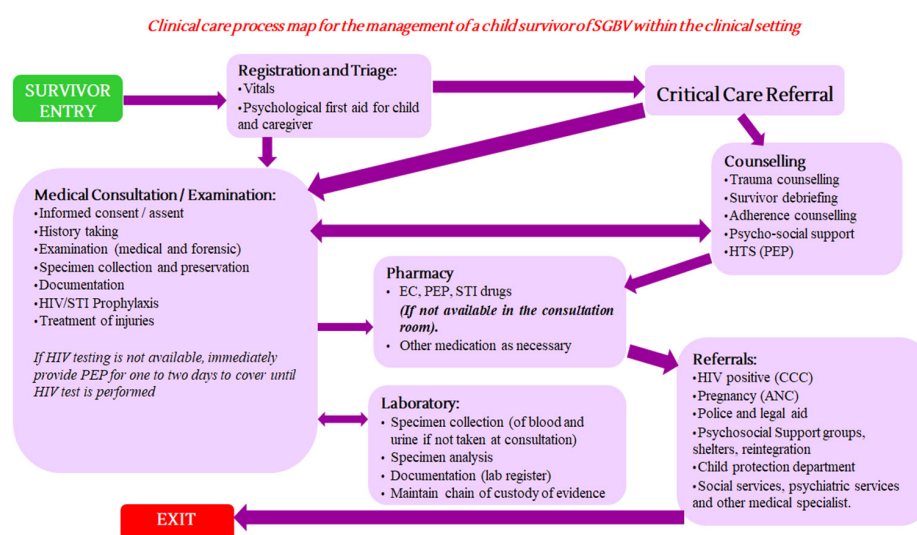 Clinical care process map for the management of a child survivor of SGBV within the clinical setting
SURVIVOR
ENTRY
Registration and Triage:
•Vitals
•Psychological first aid for child
and caregiver
Critical Care Referral
Counselling
•Trauma counselling
•Survivor debriefing
•Adherence counselling
•Psycho-social support
•HTS (PEP)
Medical Consultation / Examination:
•Informed consent / assent
•History taking
•Examination (medical and forensic)
•Specimen collection and preservation
•Documentation
•HIV/STI Prophylaxis
•Treatment of injuries
If HIV testing is not available, immediately
provide PEP for one to two days to cover until
HIV test is performed
Pharmacy
• EC, PEP, STI drugs
(If not available in the consultation
room).
• Other medication as necessary
Laboratory:
• Specimen collection (of blood and
urine if not taken at consultation)
• Specimen analysis
• Documentation (lab register)
• Maintain chain of custody of evidence
Referrals:
•HIV positive (CCC)
•Pregnancy (ANC)
•Police and legal aid
•Psychosocial Support groups,
shelters, reintegration
•Child protection department
•Social services, psychiatric services
and other medical specialist.
EXIT